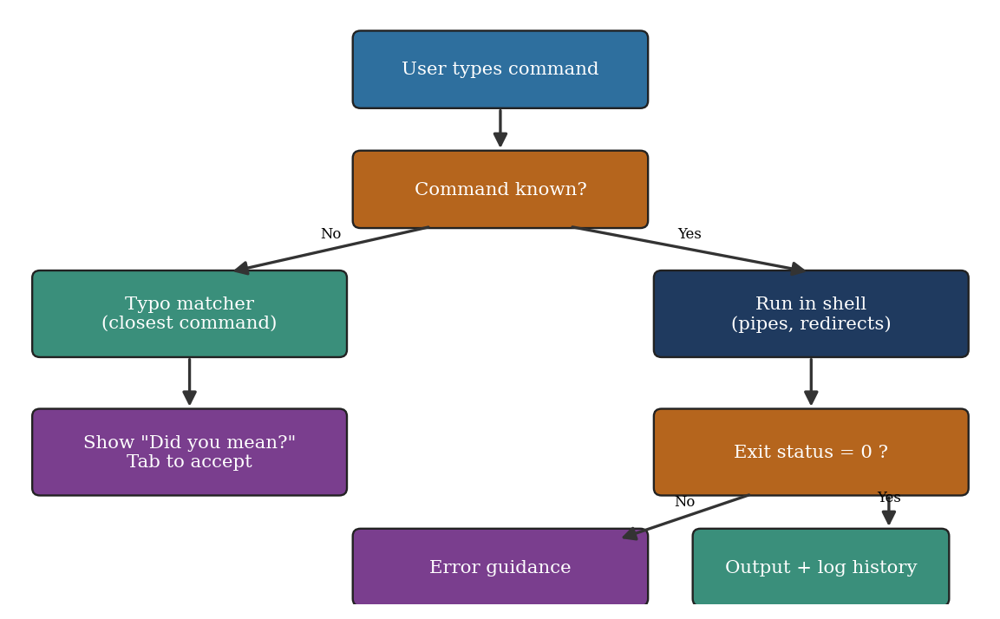 User types command
Command known?
No
Yes
Typo matcher
(closest command)
Run in shell
(pipes, redirects)
Show "Did you mean?"
Tab to accept
Exit status = 0 ?
No
Yes
Error guidance
Output + log history